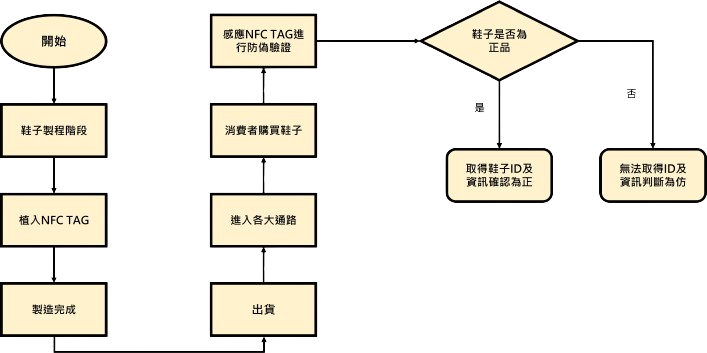 開始
鞋子製程階段
植入NFC TAG
製造完成
出貨
進入各大通路
消費者購買鞋子
感應NFC TAG進
行防偽驗證
鞋子是否為
正品
是
否
取得鞋子ID及
資訊確認為正
無法取得ID及
資訊判斷為仿